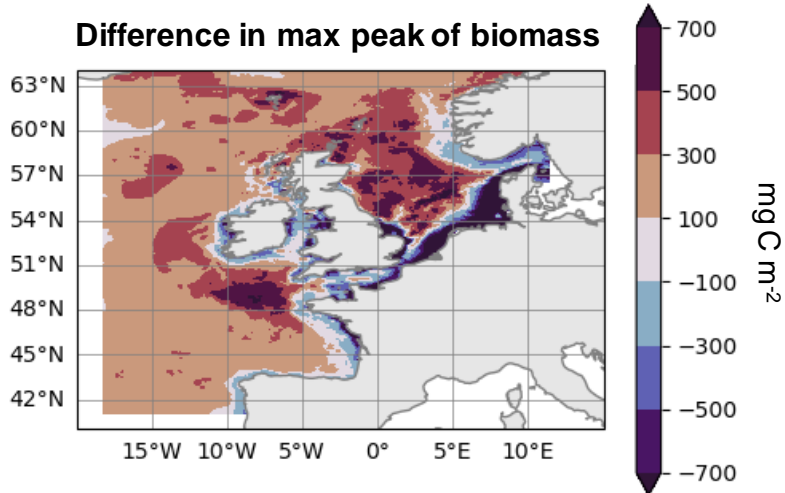 Difference in max peak of biomass
63°N
60°N
57°N
54°N
51°N
48°N
45°N
42°N
15°W 10°W 5°W 0° 5°E 10°E
700
500
300
100
−100
−300
−500
−700
mg C m⁻²